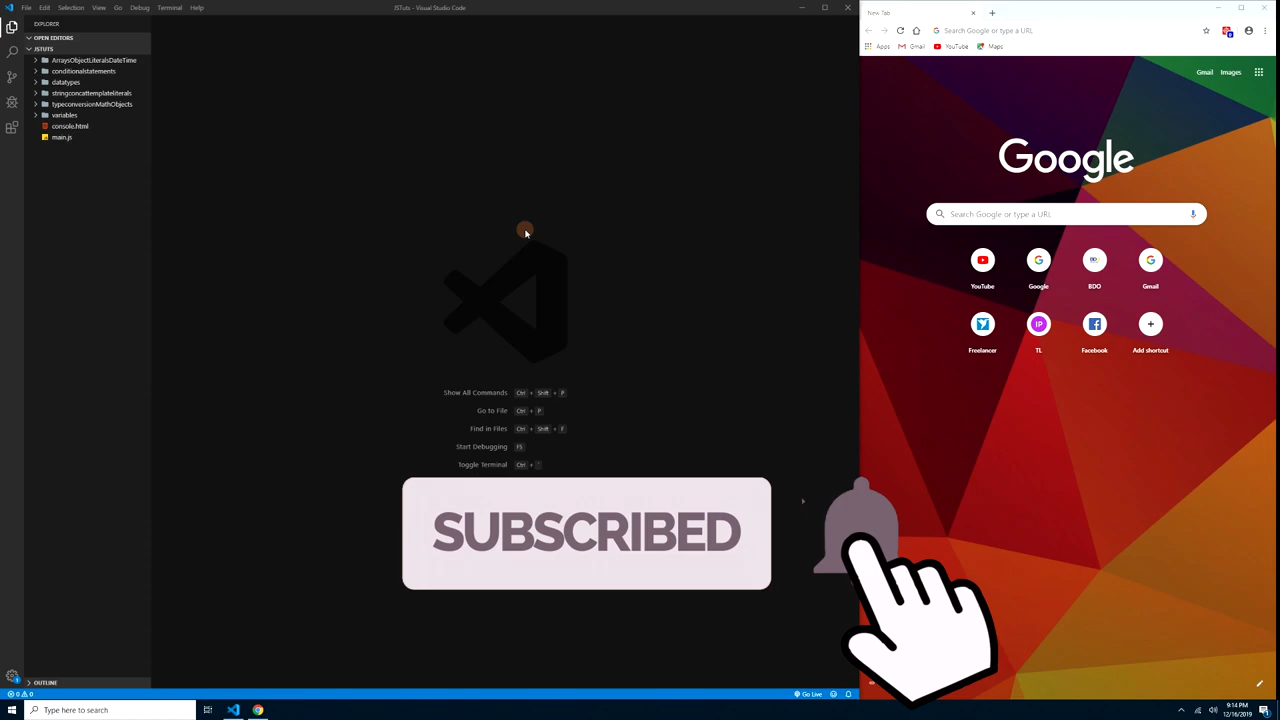 File Edit Selection View Go Debug Terminal Help
JSTuts - Visual Studio Code
EXPLORER
OPEN EDITORS
JSTUTS
ArraysObjectLiteralsDateTime
conditionalstatements
datatypes
stringconcattemplateliterals
typeconversionMathObjects
variables
console.html
main.js
Show All Commands Ctrl + Shift + P
Go to File Ctrl + P
Find in Files Ctrl + Shift + F
Start Debugging F5
Toggle Terminal Ctrl + `
SUBSCRIBED
OUTLINE
0 0
Go Live
New Tab
Search Google or type a URL
Apps Gmail YouTube Maps
Gmail Images
Google
Search Google or type a URL
YouTube Google BDO Gmail
Freelancer TL Facebook Add shortcut
Type here to search
9:14 PM
12/16/2019